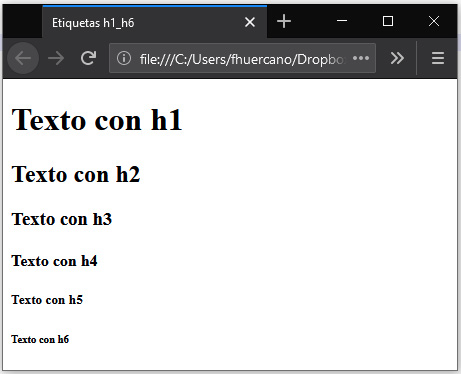 Etiquetas h1_h6
file:///C:/Users/fhuercano/Dropbo
Texto con h1
Texto con h2
Texto con h3
Texto con h4
Texto con h5
Texto con h6